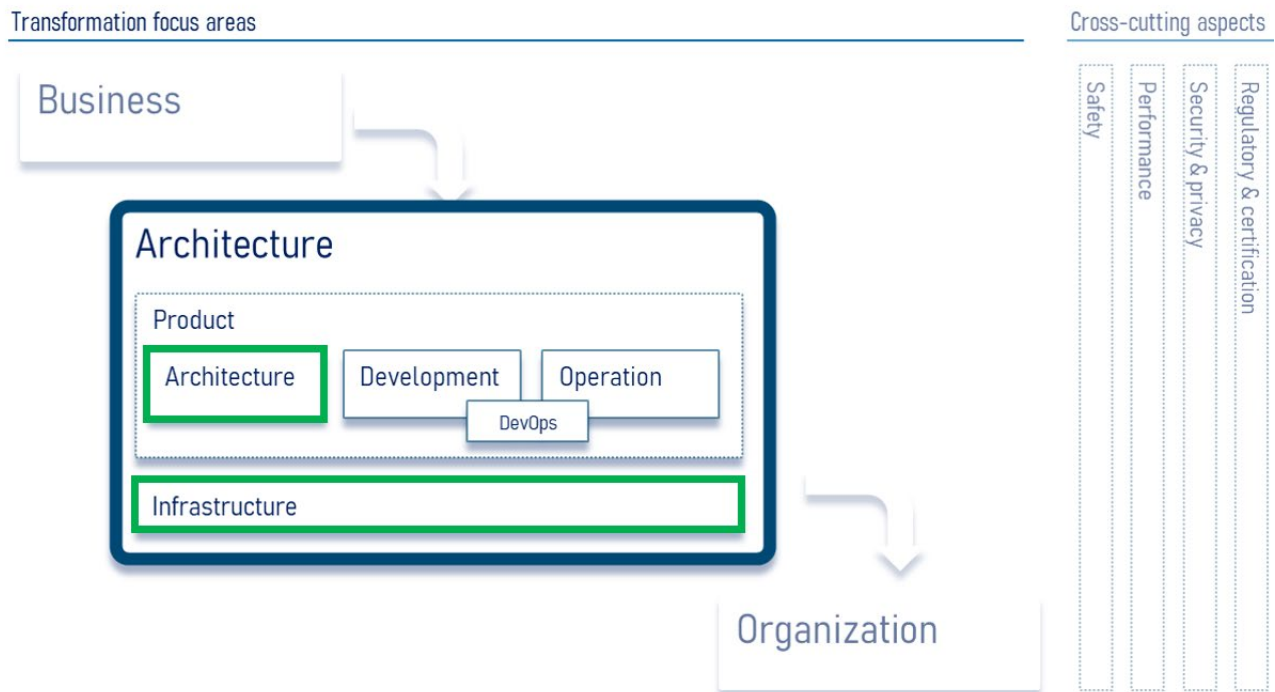 Transformation focus areas
Cross-cutting aspects
Business
Architecture
Product
Architecture
Development
Operation
DevOps
Infrastructure
Organization
Safety
Performance
Security & privacy
Regulatory & certification